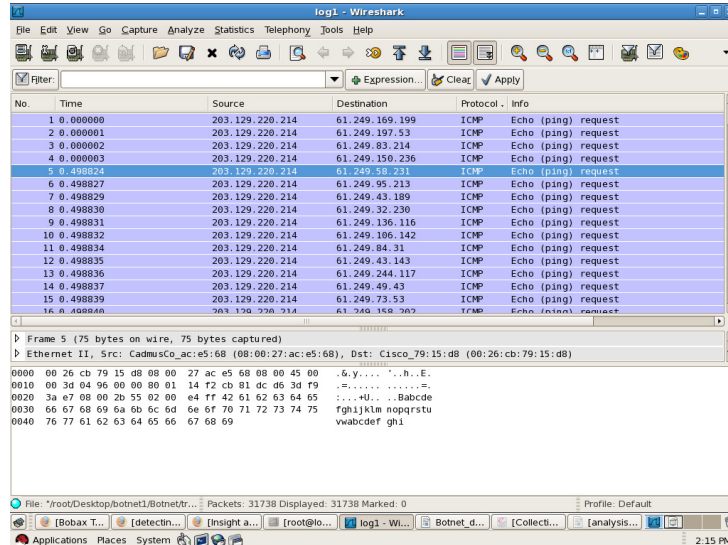 log1 - Wireshark
File Edit View Go Capture Analyze Statistics Telephony Tools Help
Filter: Expression... Clear Apply
No. Time Source Destination Protocol Info
1 0.000000 203.129.220.214 61.249.169.199 ICMP Echo (ping) request
2 0.000001 203.129.220.214 61.249.197.53 ICMP Echo (ping) request
3 0.000002 203.129.220.214 61.249.83.214 ICMP Echo (ping) request
4 0.000003 203.129.220.214 61.249.150.236 ICMP Echo (ping) request
5 0.498824 203.129.220.214 61.249.58.231 ICMP Echo (ping) request
6 0.498827 203.129.220.214 61.249.95.213 ICMP Echo (ping) request
7 0.498829 203.129.220.214 61.249.43.189 ICMP Echo (ping) request
8 0.498830 203.129.220.214 61.249.32.230 ICMP Echo (ping) request
9 0.498831 203.129.220.214 61.249.136.116 ICMP Echo (ping) request
10 0.498832 203.129.220.214 61.249.106.142 ICMP Echo (ping) request
11 0.498834 203.129.220.214 61.249.84.31 ICMP Echo (ping) request
12 0.498835 203.129.220.214 61.249.43.143 ICMP Echo (ping) request
13 0.498836 203.129.220.214 61.249.244.117 ICMP Echo (ping) request
14 0.498837 203.129.220.214 61.249.49.43 ICMP Echo (ping) request
15 0.498839 203.129.220.214 61.249.73.53 ICMP Echo (ping) request
16 0.498840 203.129.220.214 61.249.158.202 ICMP Echo (ping) request
Frame 5 (75 bytes on wire, 75 bytes captured)
Ethernet II, Src: CadmusCo_ac:e5:68 (08:00:27:ac:e5:68), Dst: Cisco_79:15:d8 (00:26:cb:79:15:d8)
0000 00 26 cb 79 15 d8 08 00 27 ac e5 68 08 00 45 00 .&.y.... '..h..E.
0010 00 3d 04 96 00 00 80 01 14 f2 cb 81 dc d6 3d f9 .=...... ......=.
0020 3a e7 08 00 2b 55 02 00 e4 ff 42 61 62 63 64 65 :...+U.. ..Babcde
0030 66 67 68 69 6a 6b 6c 6d 6e 6f 70 71 72 73 74 75 fghijklm nopqrstu
0040 76 77 61 62 63 64 65 66 67 68 69 vwabcdef ghi
File: "/root/Desktop/botnet1/Botnet/tr... Packets: 31738 Displayed: 31738 Marked: 0 Profile: Default
[Bobax T... [detectin... [Insight a... [root@lo... log1 - Wi... Botnet_d... [Collecti... [analysis...
Applications Places System 2:15 PM